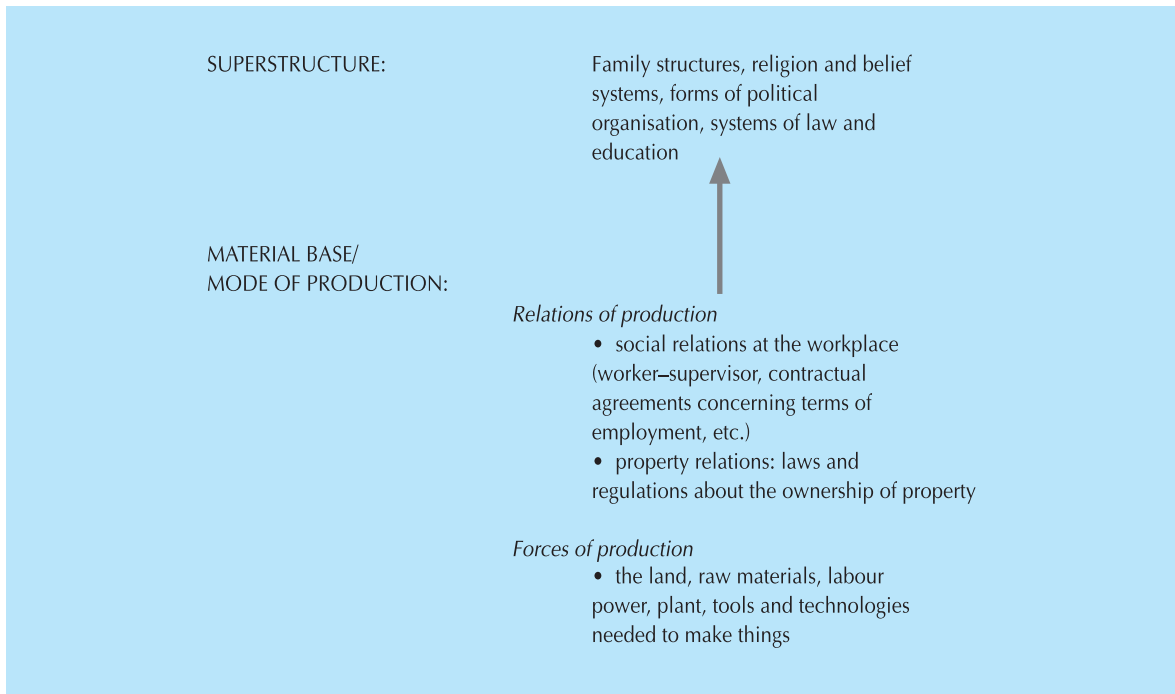 SUPERSTRUCTURE:
Family structures, religion and belief
systems, forms of political
organisation, systems of law and
education
MATERIAL BASE/
MODE OF PRODUCTION:
Relations of production
• social relations at the workplace
(worker–supervisor, contractual
agreements concerning terms of
employment, etc.)
• property relations: laws and
regulations about the ownership of property
Forces of production
• the land, raw materials, labour
power, plant, tools and technologies
needed to make things